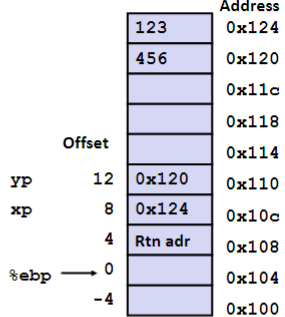 Address
123 0x124
456 0x120
0x11c
0x118
Offset 0x114
yp 12 0x120 0x110
xp 8 0x124 0x10c
4 Rtn adr 0x108
%ebp 0 0x104
-4 0x100